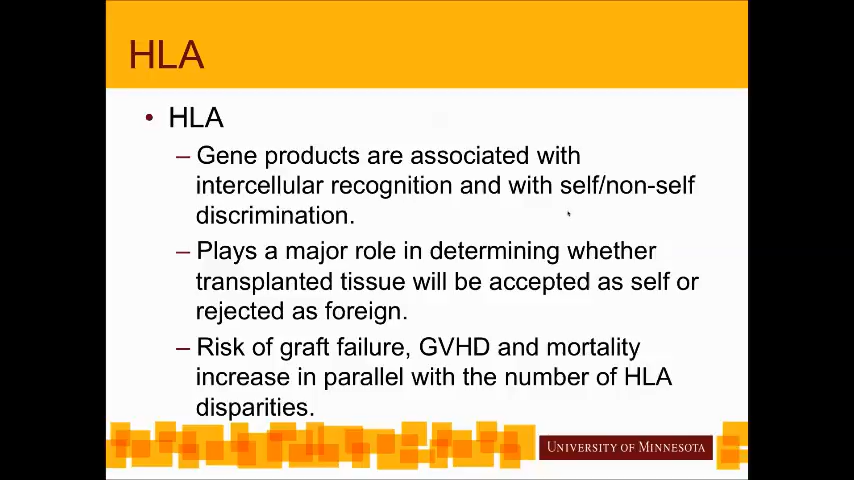 HLA
• HLA
– Gene products are associated with
intercellular recognition and with self/non-self
discrimination.
– Plays a major role in determining whether
transplanted tissue will be accepted as self or
rejected as foreign.
– Risk of graft failure, GVHD and mortality
increase in parallel with the number of HLA
disparities.
UNIVERSITY OF MINNESOTA